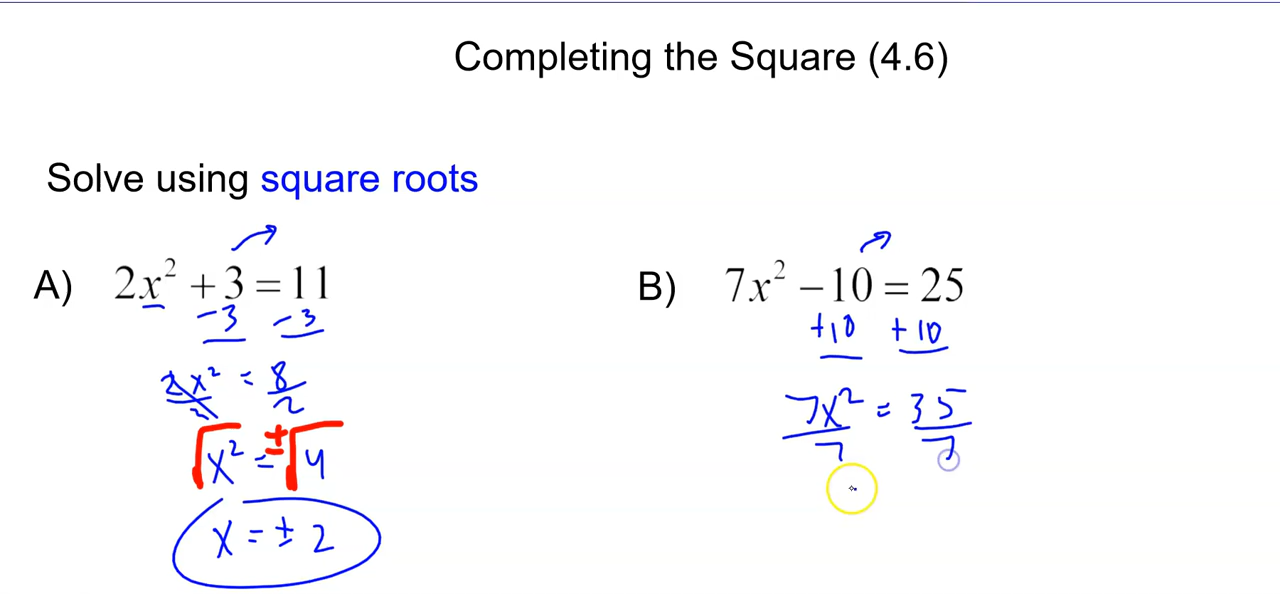 Completing the Square (4.6)
Solve using square roots
A) 2x² + 3 = 11
−3 −3
2x² = 8
2 2
√x² = ±√4
x = ± 2
B) 7x² − 10 = 25
+10 +10
7x² = 35
7 7